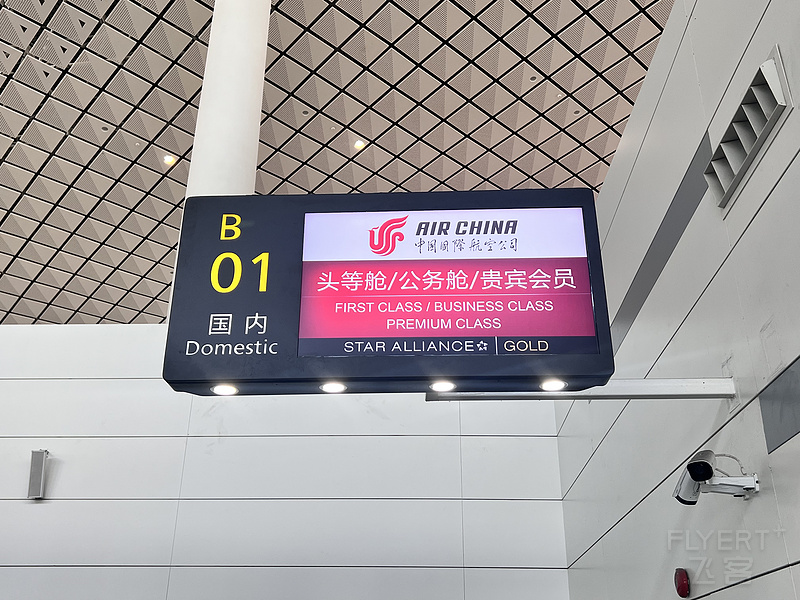 B
01
国内
Domestic
AIR CHINA
中国国际航空公司
头等舱/公务舱/贵宾会员
FIRST CLASS / BUSINESS CLASS
PREMIUM CLASS
STAR ALLIANCE | GOLD
FLYERT+
飞客